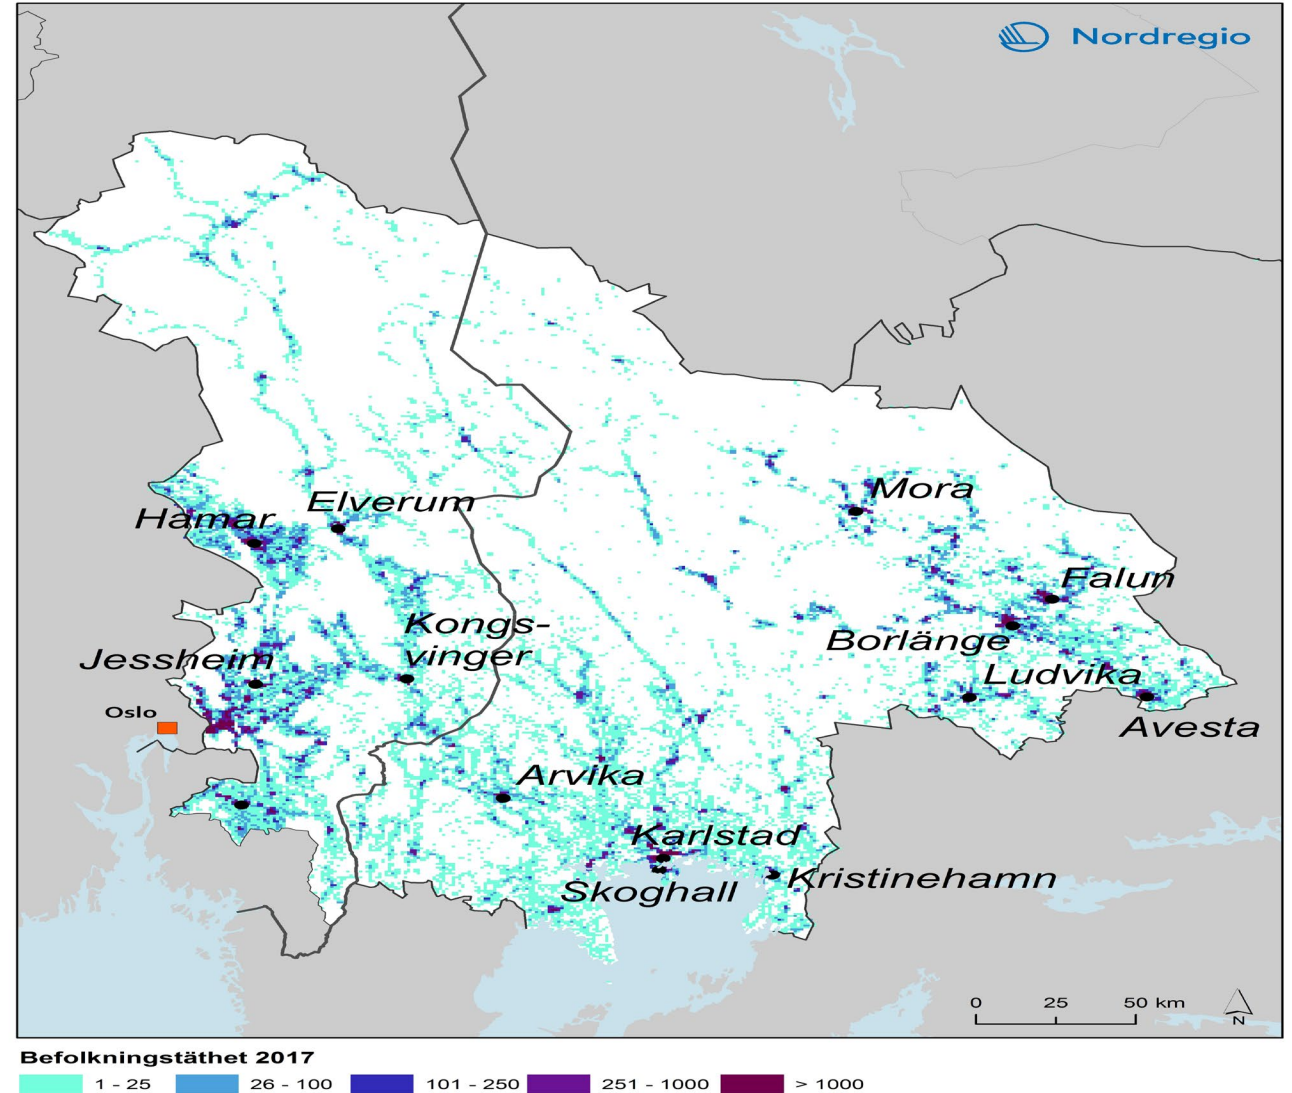 Nordregio
Mora
Elverum
Hamar
Falun
Kongs-
vinger
Borlänge
Jessheim
Ludvika
Oslo
Avesta
Arvika
Karlstad
Kristinehamn
Skoghall
0 25 50 km
N
Befolkningstäthet 2017
1 - 25 26 - 100 101 - 250 251 - 1000 > 1000